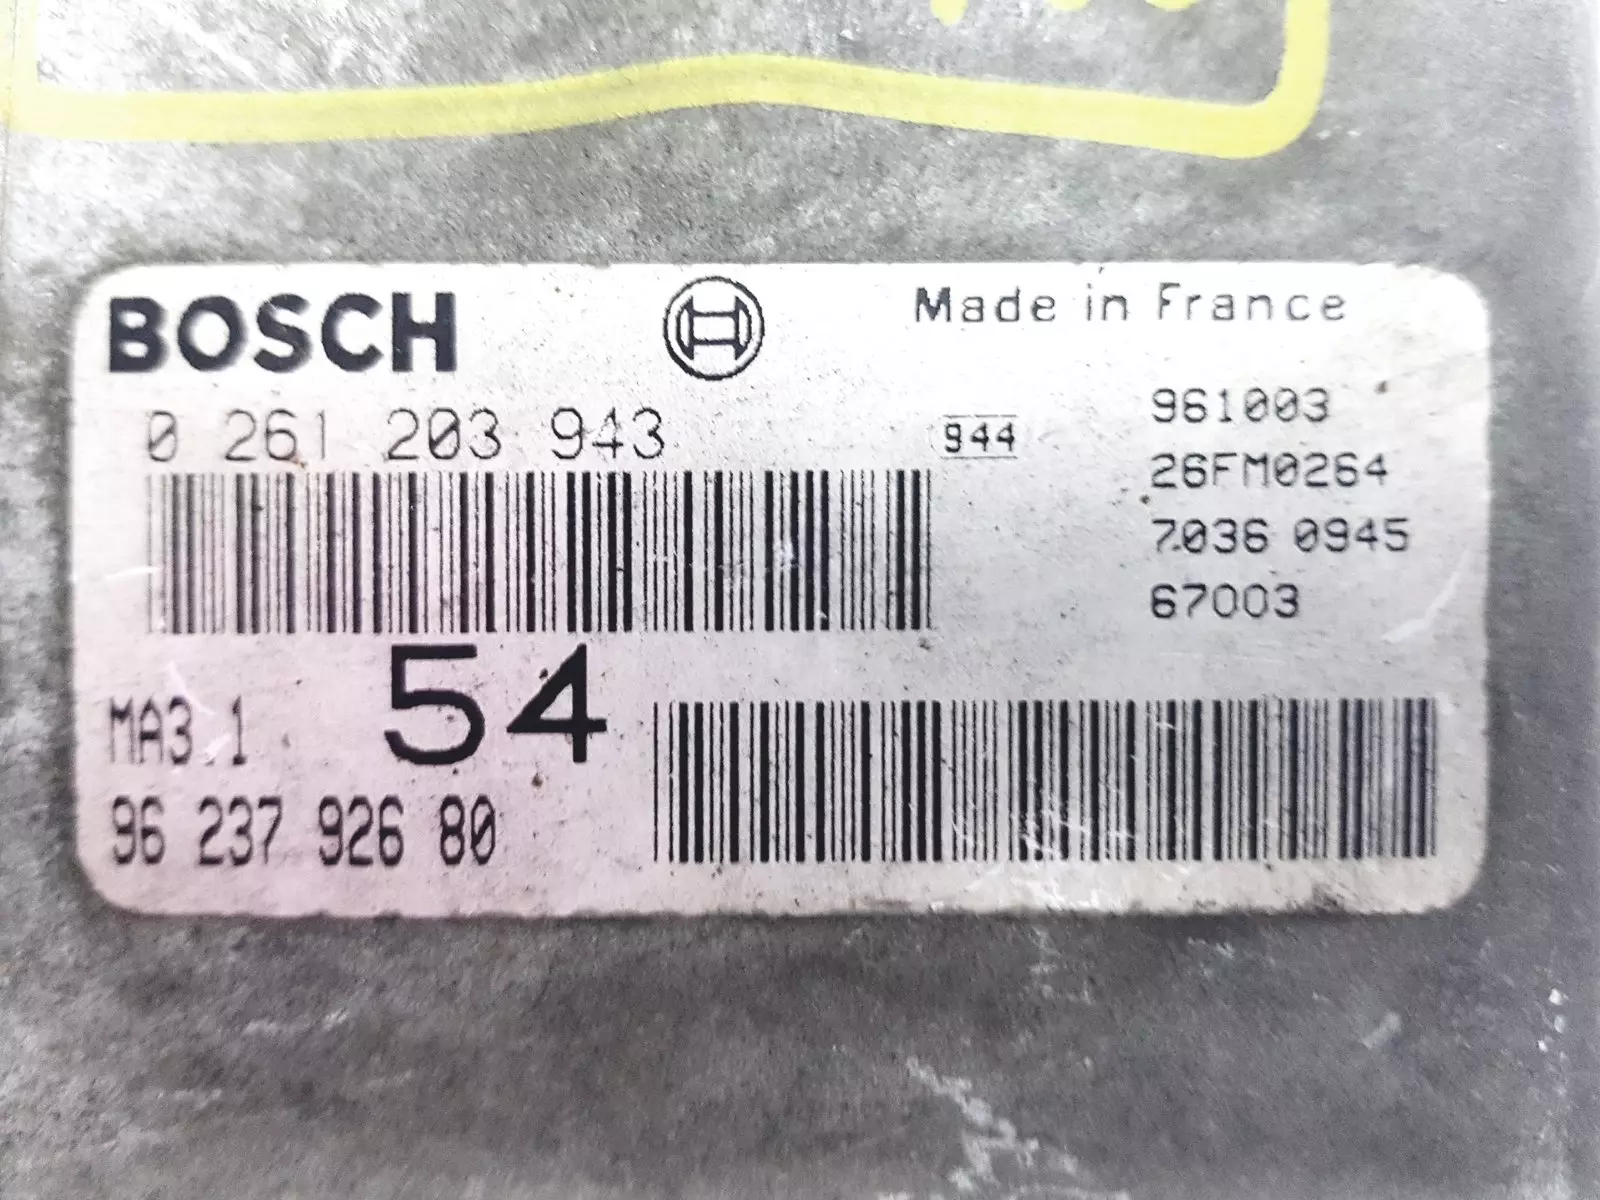 BOSCH
Made in France
0 261 203 943
944
961003
26FM0264
7036 0945
67003
MA3.1
54
96 237 926 80